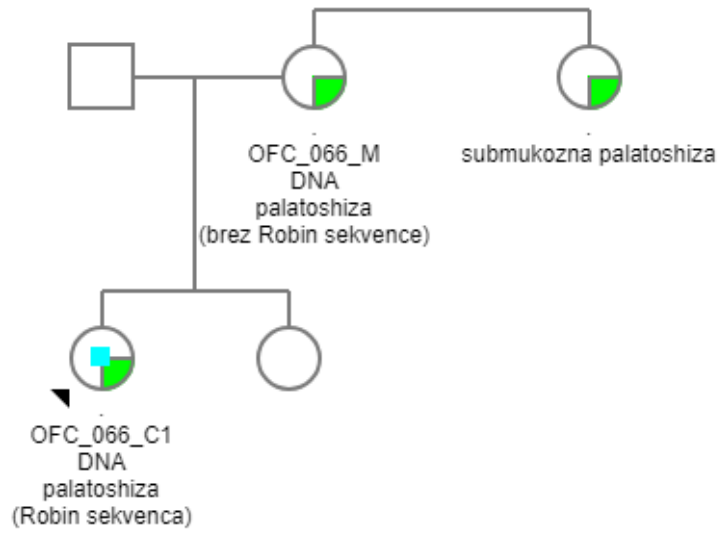 .
OFC_066_M
DNA
palatoshiza
(brez Robin sekvence)
.
submukozna palatoshiza
.
OFC_066_C1
DNA
palatoshiza
(Robin sekvenca)